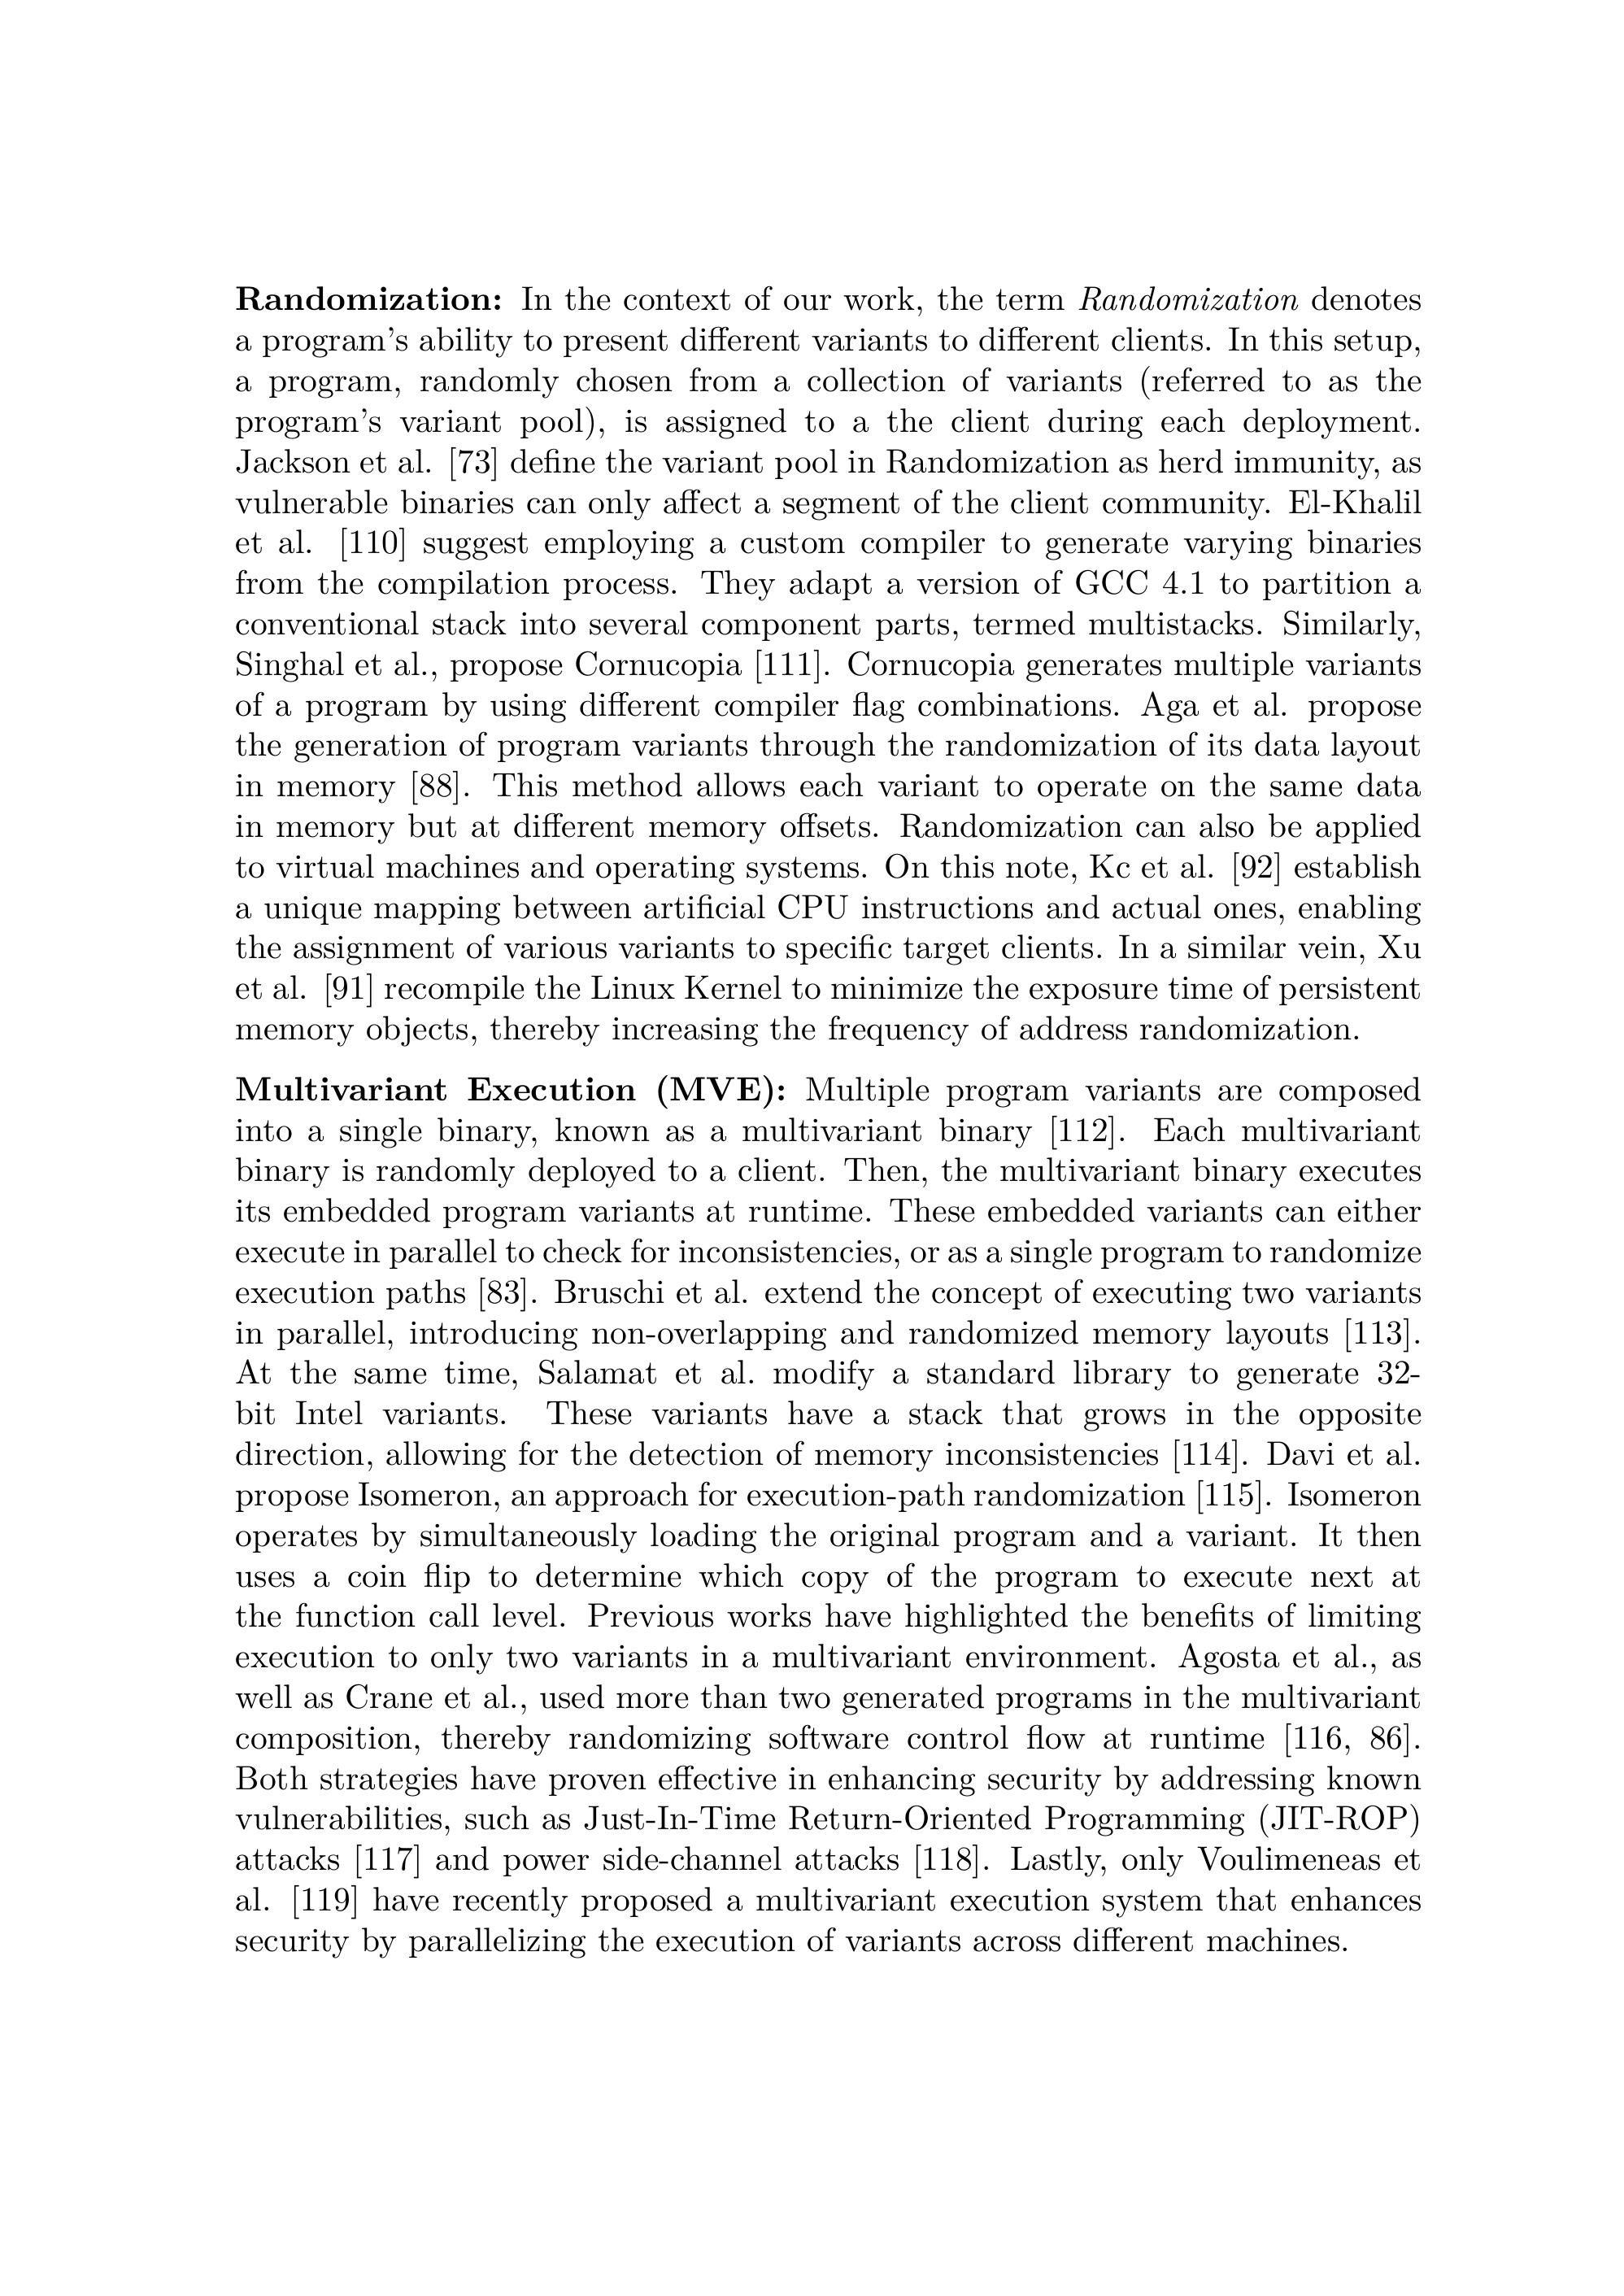 Randomization: In the context of our work, the term Randomization denotes
a program's ability to present different variants to different clients. In this setup,
a program, randomly chosen from a collection of variants (referred to as the
program's variant pool), is assigned to a the client during each deployment.
Jackson et al. [73] define the variant pool in Randomization as herd immunity, as
vulnerable binaries can only affect a segment of the client community. El-Khalil
et al. [110] suggest employing a custom compiler to generate varying binaries
from the compilation process. They adapt a version of GCC 4.1 to partition a
conventional stack into several component parts, termed multistacks. Similarly,
Singhal et al., propose Cornucopia [111]. Cornucopia generates multiple variants
of a program by using different compiler flag combinations. Aga et al. propose
the generation of program variants through the randomization of its data layout
in memory [88]. This method allows each variant to operate on the same data
in memory but at different memory offsets. Randomization can also be applied
to virtual machines and operating systems. On this note, Kc et al. [92] establish
a unique mapping between artificial CPU instructions and actual ones, enabling
the assignment of various variants to specific target clients. In a similar vein, Xu
et al. [91] recompile the Linux Kernel to minimize the exposure time of persistent
memory objects, thereby increasing the frequency of address randomization.
Multivariant Execution (MVE): Multiple program variants are composed
into a single binary, known as a multivariant binary [112]. Each multivariant
binary is randomly deployed to a client. Then, the multivariant binary executes
its embedded program variants at runtime. These embedded variants can either
execute in parallel to check for inconsistencies, or as a single program to randomize
execution paths [83]. Bruschi et al. extend the concept of executing two variants
in parallel, introducing non-overlapping and randomized memory layouts [113].
At the same time, Salamat et al. modify a standard library to generate 32-
bit Intel variants. These variants have a stack that grows in the opposite
direction, allowing for the detection of memory inconsistencies [114]. Davi et al.
propose Isomeron, an approach for execution-path randomization [115]. Isomeron
operates by simultaneously loading the original program and a variant. It then
uses a coin flip to determine which copy of the program to execute next at
the function call level. Previous works have highlighted the benefits of limiting
execution to only two variants in a multivariant environment. Agosta et al., as
well as Crane et al., used more than two generated programs in the multivariant
composition, thereby randomizing software control flow at runtime [116, 86].
Both strategies have proven effective in enhancing security by addressing known
vulnerabilities, such as Just-In-Time Return-Oriented Programming (JIT-ROP)
attacks [117] and power side-channel attacks [118]. Lastly, only Voulimeneas et
al. [119] have recently proposed a multivariant execution system that enhances
security by parallelizing the execution of variants across different machines.